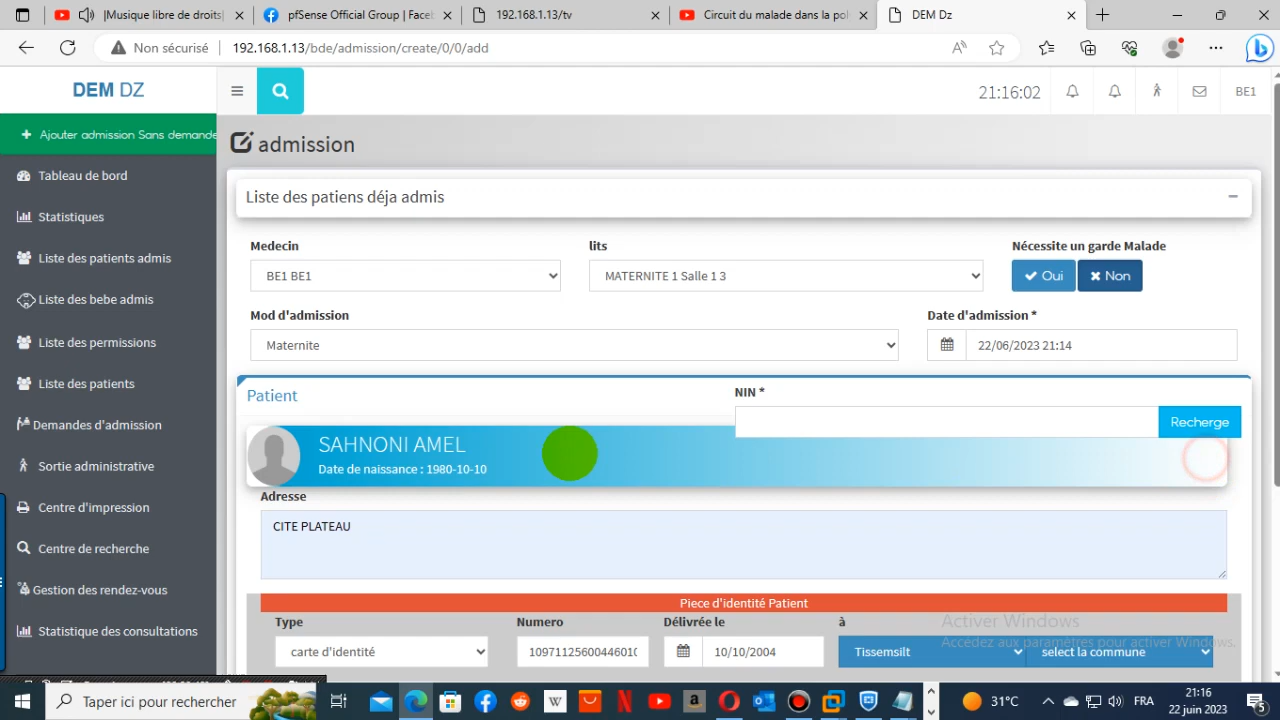 |Musique libre de droits|
pfSense Official Group | Faceb
192.168.1.13/tv
Circuit du malade dans la pol
DEM Dz
Non sécurisé
192.168.1.13/bde/admission/create/0/0/add
DEM DZ
21:16:02
BE1
Ajouter admission Sans demande
Tableau de bord
Statistiques
Liste des patients admis
Liste des bebe admis
Liste des permissions
Liste des patients
Demandes d'admission
Sortie administrative
Centre d'impression
Centre de recherche
Gestion des rendez-vous
Statistique des consultations
admission
Liste des patiens déja admis
Medecin
lits
Nécessite un garde Malade
BE1 BE1
MATERNITE 1 Salle 1 3
Oui
Non
Mod d'admission
Date d'admission *
Maternite
22/06/2023 21:14
Patient
NIN *
Recherge
SAHNONI AMEL
Date de naissance : 1980-10-10
Adresse
CITE PLATEAU
Piece d'identité Patient
Type
Numero
Délivrée le
à
carte d'identité
10/10/2004
Tissemsilt
select la commune
Activer Windows
Accédez aux paramètres pour activer Windows.
Taper ici pour rechercher
31°C
FRA
21:16
22 juin 2023
5